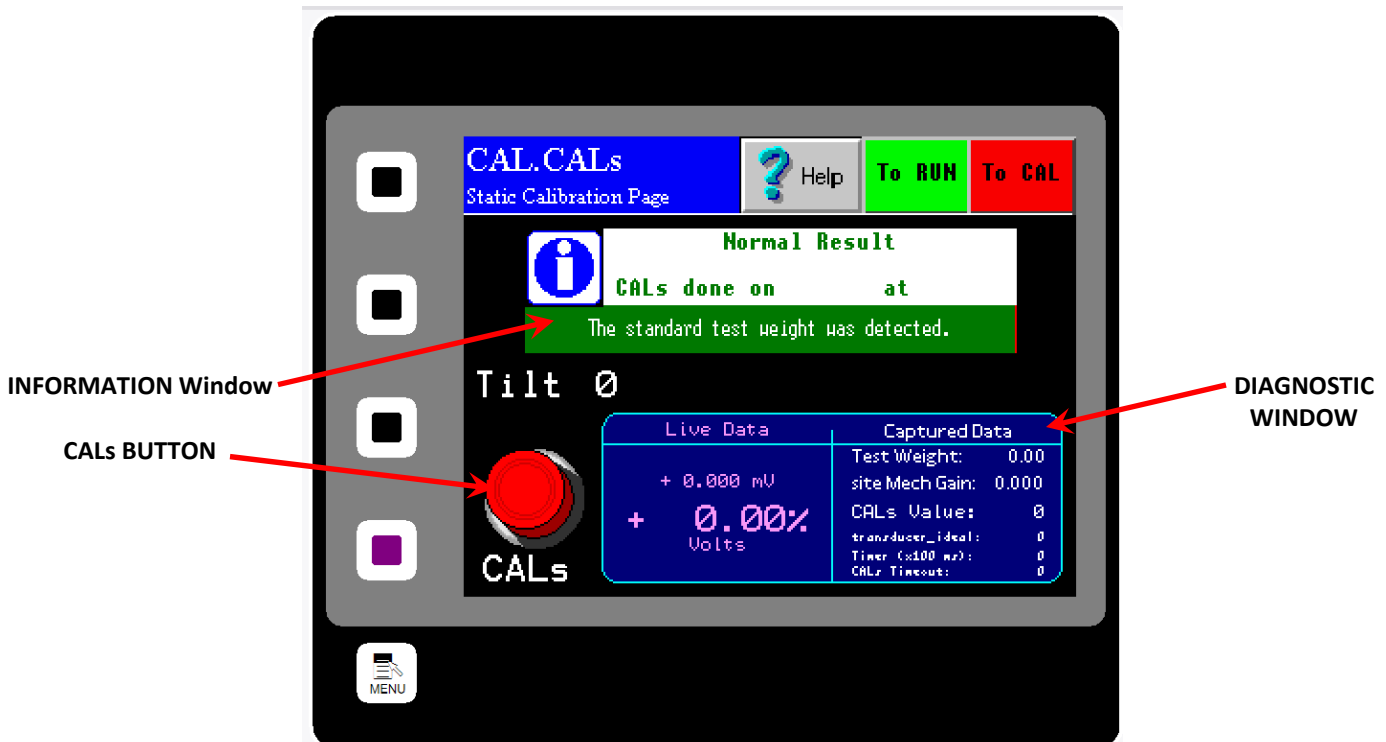 CAL.CALs
Static Calibration Page
? Help
To RUN
To CAL
i
Normal Result
CALs done on at
The standard test weight was detected.
INFORMATION Window
Tilt 0
DIAGNOSTIC
WINDOW
CALs BUTTON
Live Data
+ 0.000 mV
+ 0.00%
Volts
Captured Data
Test Weight: 0.00
site Mech Gain: 0.000
CALs Value: 0
transducer_ideal: 0
Timer (x100 ms): 0
CALs Timeout: 0
CALs
MENU